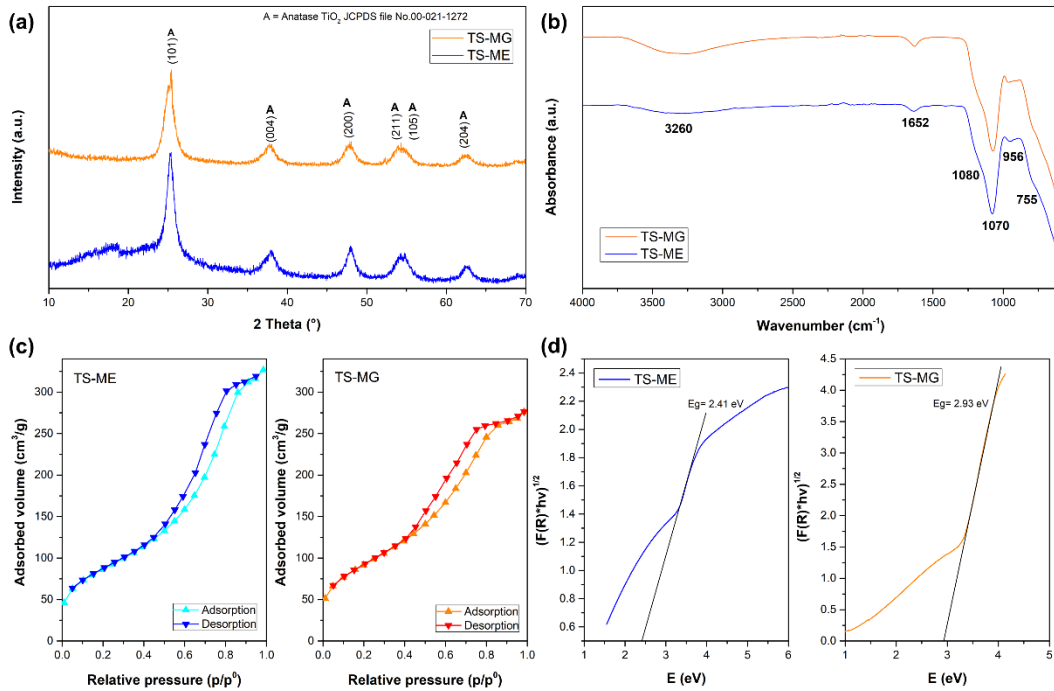 (a)
A = Anatase TiO₂ JCPDS file No.00-021-1272
TS-MG
TS-ME
A
(101)
A
(004)
A
(200)
A
(211)
A
(105)
A
(204)
Intensity (a.u.)
10 20 30 40 50 60 70
2 Theta (°)
(b)
3260
1652
1080
1070
956
755
TS-MG
TS-ME
Absorbance (a.u.)
4000 3500 3000 2500 2000 1500 1000
Wavenumber (cm⁻¹)
(c)
TS-ME
Adsorbed volume (cm³/g)
300
250
200
150
100
50
0
Adsorption
Desorption
0.0 0.2 0.4 0.6 0.8 1.0
Relative pressure (p/p⁰)
TS-MG
Adsorbed volume (cm³/g)
300
250
200
150
100
50
0
Adsorption
Desorption
0.0 0.2 0.4 0.6 0.8 1.0
Relative pressure (p/p⁰)
(d)
TS-ME
Eg= 2.41 eV
(F(R)*hv)¹/²
2.4
2.2
2.0
1.8
1.6
1.4
1.2
1.0
0.8
0.6
1 2 3 4 5 6
E (eV)
TS-MG
Eg= 2.93 eV
(F(R)*hv)¹/²
4.5
4.0
3.5
3.0
2.5
2.0
1.5
1.0
0.5
0.0
1 2 3 4 5
E (eV)